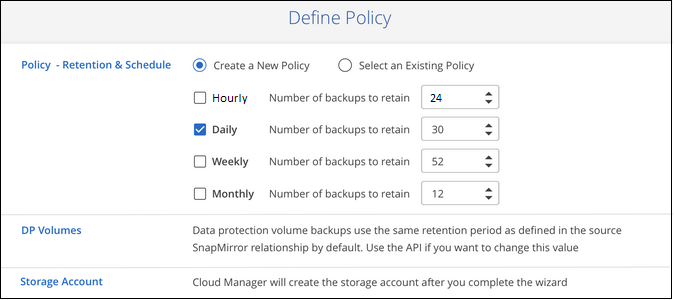 Define Policy
Policy - Retention & Schedule
Create a New Policy
Select an Existing Policy
Hourly Number of backups to retain 24
Daily Number of backups to retain 30
Weekly Number of backups to retain 52
Monthly Number of backups to retain 12
DP Volumes
Data protection volume backups use the same retention period as defined in the source
SnapMirror relationship by default. Use the API if you want to change this value
Storage Account
Cloud Manager will create the storage account after you complete the wizard